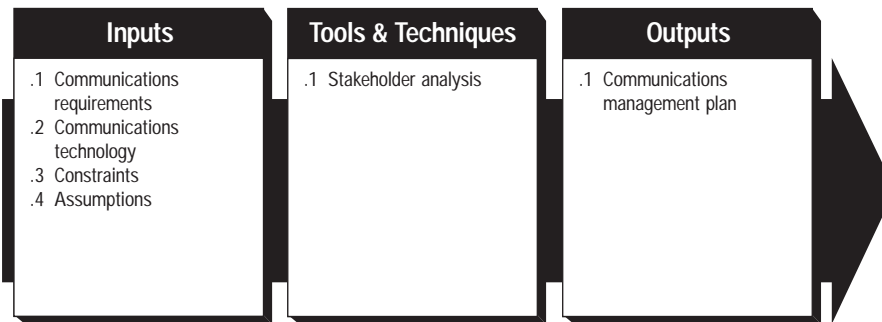 Inputs
.1 Communications
requirements
.2 Communications
technology
.3 Constraints
.4 Assumptions
Tools & Techniques
.1 Stakeholder analysis
Outputs
.1 Communications
management plan